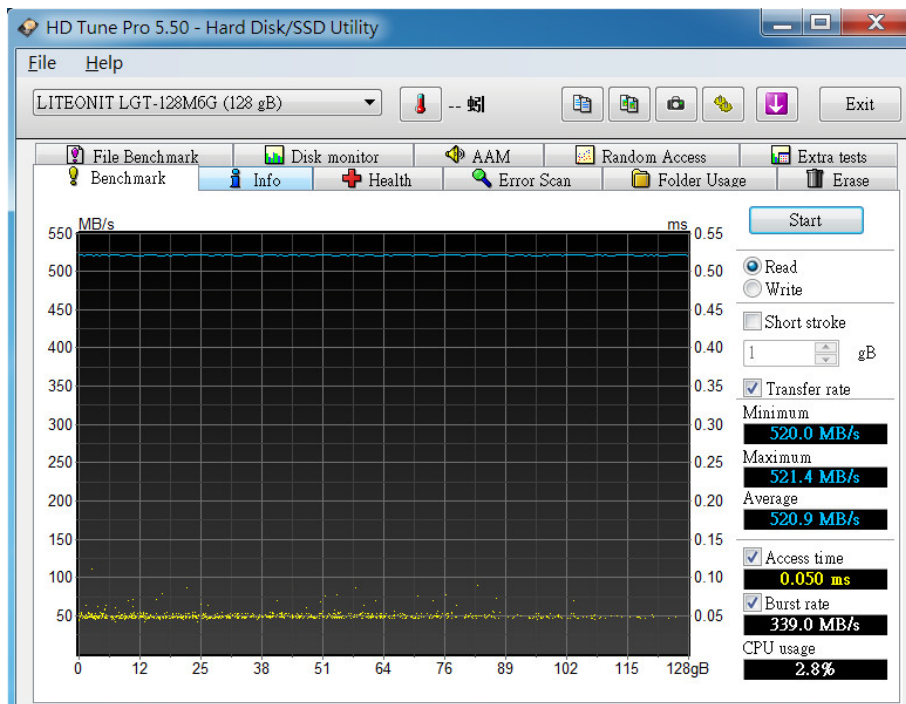 HD Tune Pro 5.50 - Hard Disk/SSD Utility
File Help
LITEONIT LGT-128M6G (128 gB)
-- 蚓
Exit
File Benchmark Disk monitor AAM Random Access Extra tests
Benchmark Info Health Error Scan Folder Usage Erase
MB/s ms
550 0.55
500 0.50
450 0.45
400 0.40
350 0.35
300 0.30
250 0.25
200 0.20
150 0.15
100 0.10
50 0.05
0 12 25 38 51 64 76 89 102 115 128gB
Start
Read
Write
Short stroke
1 gB
Transfer rate
Minimum
520.0 MB/s
Maximum
521.4 MB/s
Average
520.9 MB/s
Access time
0.050 ms
Burst rate
339.0 MB/s
CPU usage
2.8%